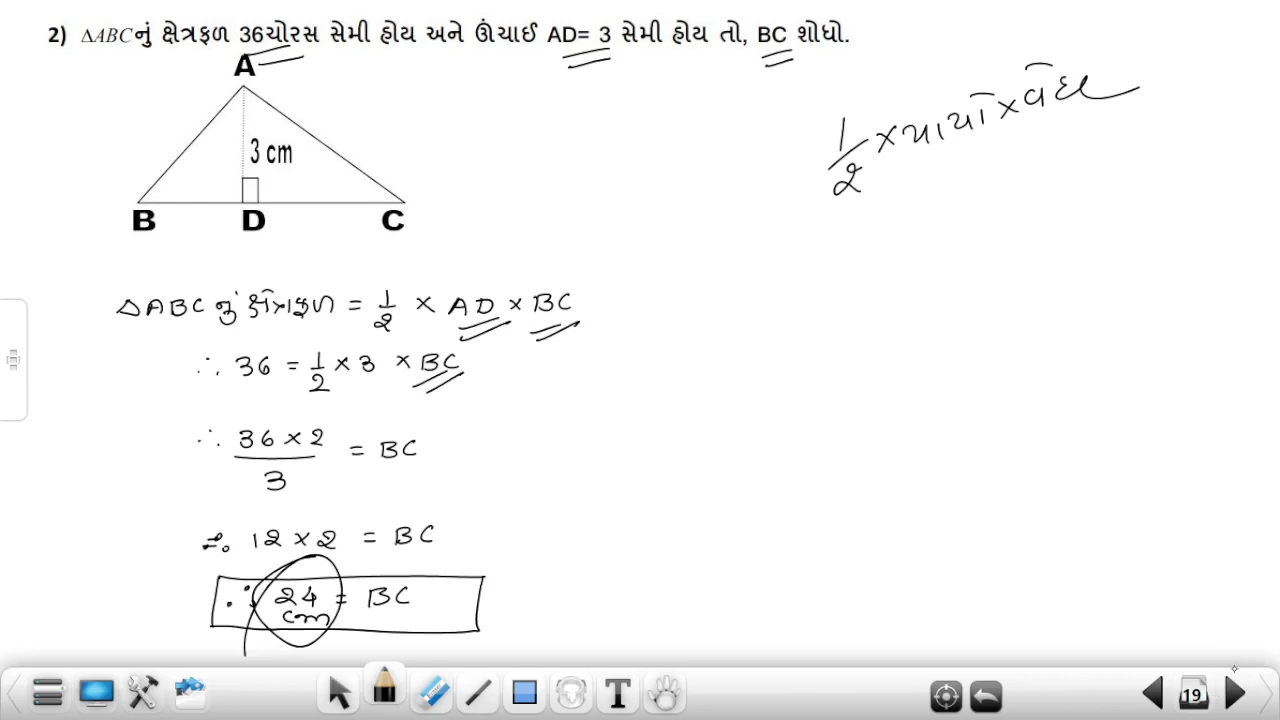 2) ΔABCનું ક્ષેત્રફળ 36ચોરસ સેમી હોય અને ઊંચાઈ AD= 3 સેમી હોય તો, BC શોધો.
A
3 cm
B D C
1/2 × પાયો × વેધ
ΔABC નું ક્ષેત્રફળ = 1/2 × AD × BC
∴ 36 = 1/2 × 3 × BC
∴ 36 × 2 / 3 = BC
∴ 12 × 2 = BC
∴ 24 cm = BC
T
19